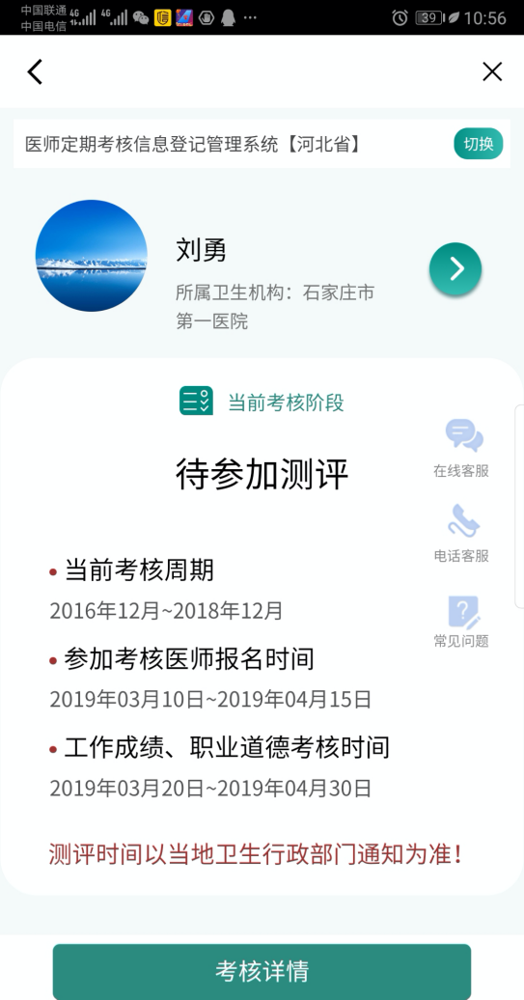 中国联通
中国电信
4G
4G
39
10:56
医师定期考核信息登记管理系统【河北省】
切换
刘勇
所属卫生机构：石家庄市
第一医院
当前考核阶段
待参加测评
在线客服
电话客服
常见问题
当前考核周期
2016年12月~2018年12月
参加考核医师报名时间
2019年03月10日~2019年04月15日
工作成绩、职业道德考核时间
2019年03月20日~2019年04月30日
测评时间以当地卫生行政部门通知为准！
考核详情